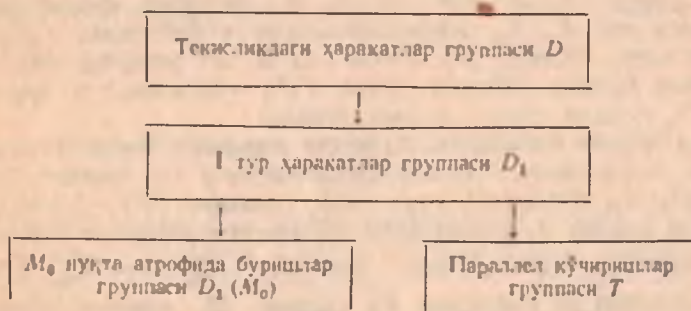 Текисликдаги ҳаракатлар группаси D
I тур ҳаракатлар группаси D₁
M₀ нуқта атрофида буришлар
группаси D₁ (M₀)
Параллел кўчиришлар
группаси T